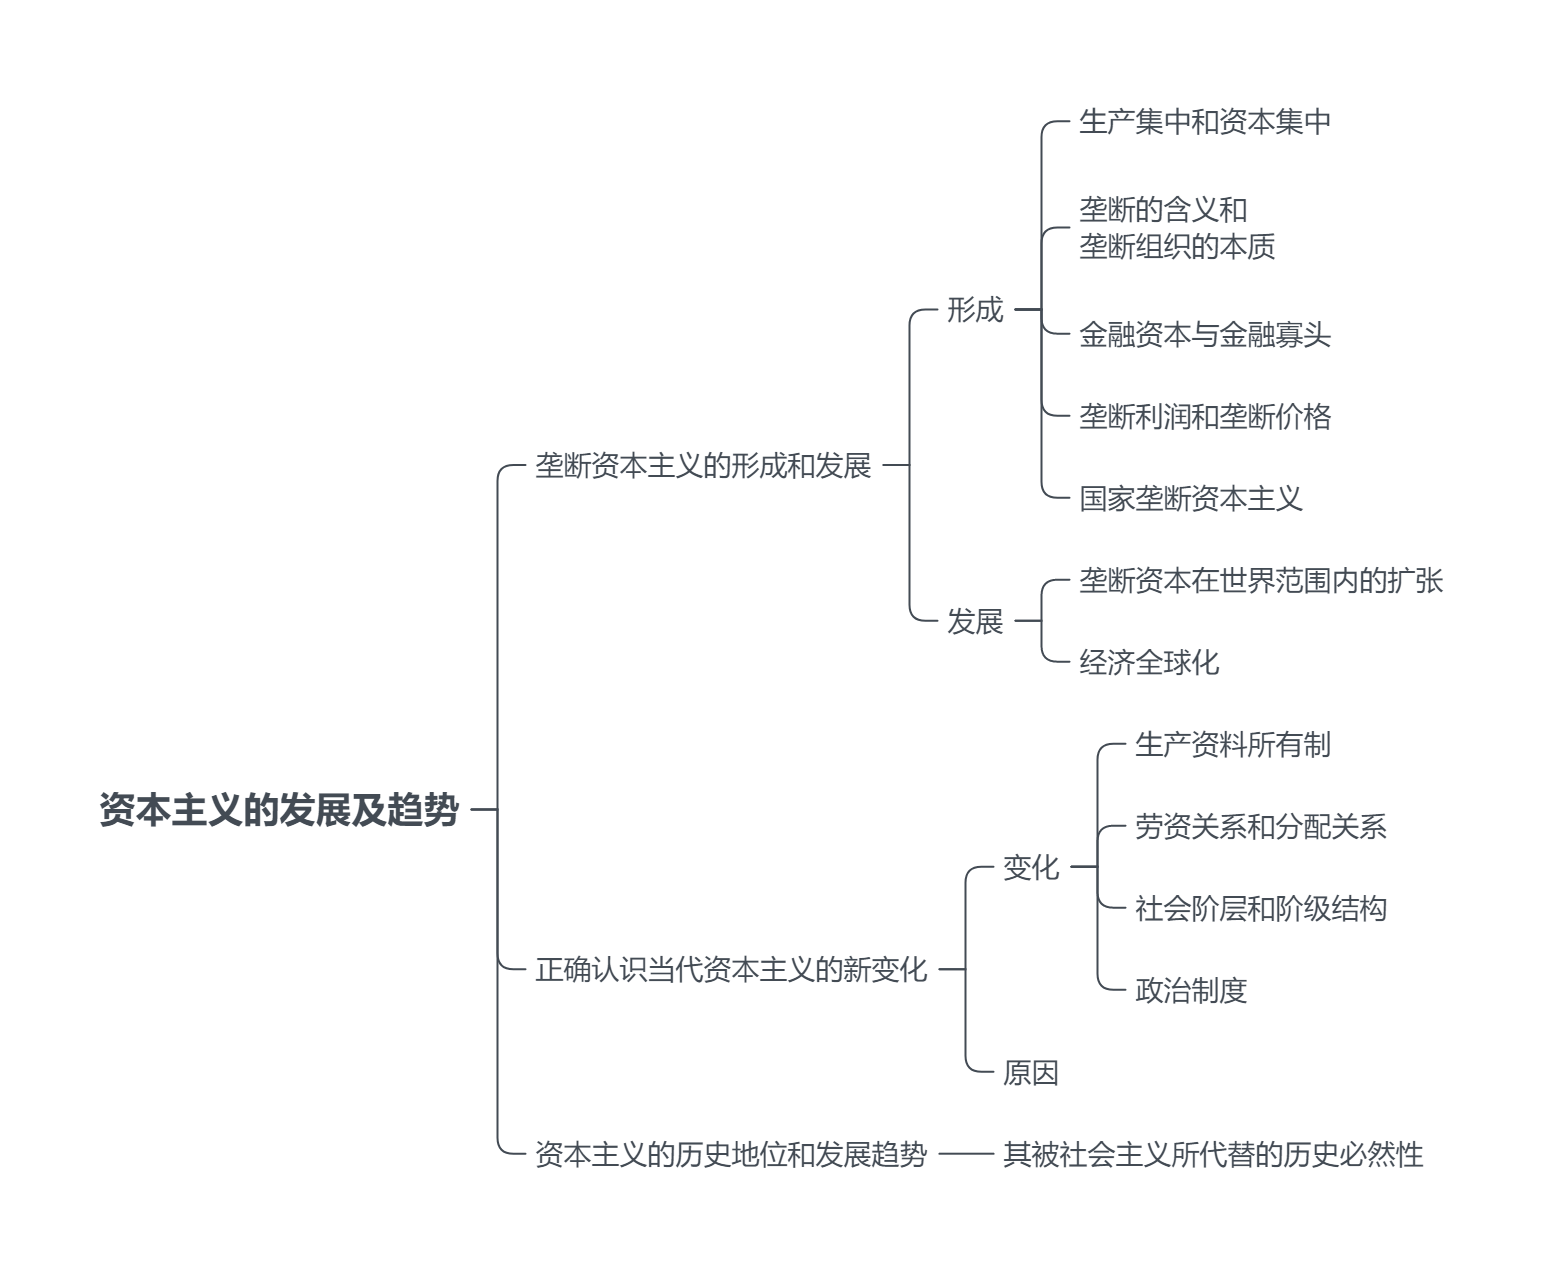 资本主义的发展及趋势
垄断资本主义的形成和发展
形成
生产集中和资本集中
垄断的含义和
垄断组织的本质
金融资本与金融寡头
垄断利润和垄断价格
国家垄断资本主义
发展
垄断资本在世界范围内的扩张
经济全球化
正确认识当代资本主义的新变化
变化
生产资料所有制
劳资关系和分配关系
社会阶层和阶级结构
政治制度
原因
资本主义的历史地位和发展趋势
其被社会主义所代替的历史必然性